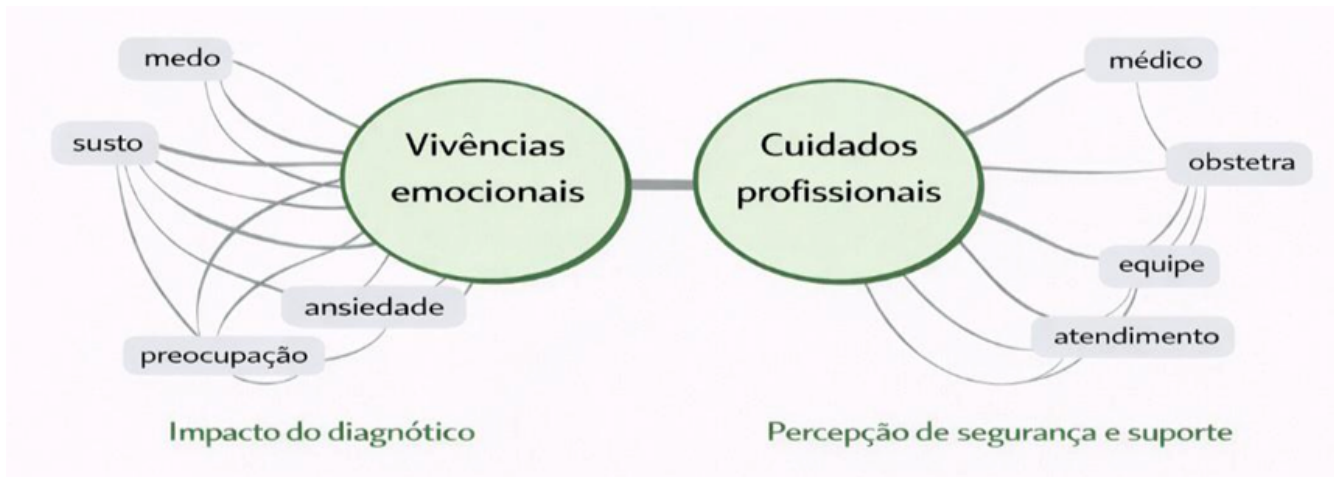 medo
susto
ansiedade
preocupação
Vivências
emocionais
Impacto do diagnótico
Cuidados
profissionais
médico
obstetra
equipe
atendimento
Percepção de segurança e suporte